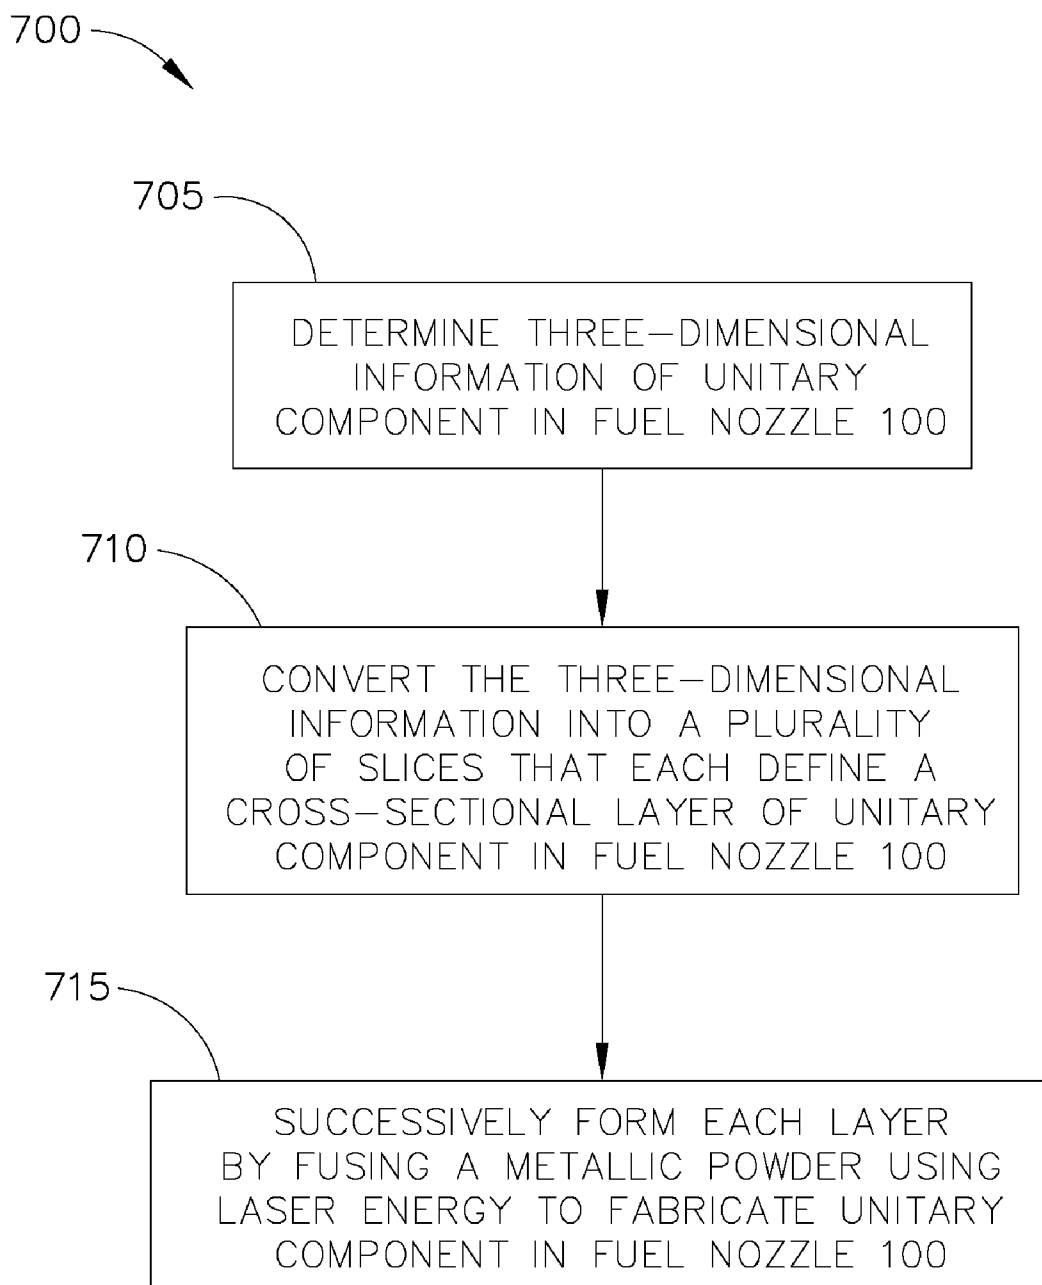 700
705
DETERMINE THREE-DIMENSIONAL
INFORMATION OF UNITARY
COMPONENT IN FUEL NOZZLE 100
710
CONVERT THE THREE-DIMENSIONAL
INFORMATION INTO A PLURALITY
OF SLICES THAT EACH DEFINE A
CROSS-SECTIONAL LAYER OF UNITARY
COMPONENT IN FUEL NOZZLE 100
715
SUCCESSIVELY FORM EACH LAYER
BY FUSING A METALLIC POWDER USING
LASER ENERGY TO FABRICATE UNITARY
COMPONENT IN FUEL NOZZLE 100